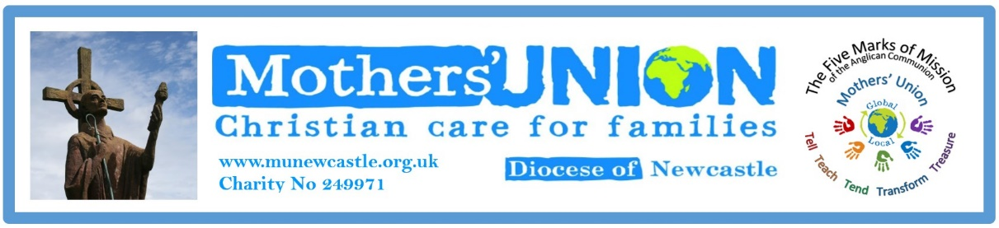 Mothers' UNION
Christian care for families
www.munewcastle.org.uk
Charity No 249971
Diocese of Newcastle
The Five Marks of Mission
of the Anglican Communion
Mothers' Union
Global
Local
Tell Teach Tend Transform Treasure